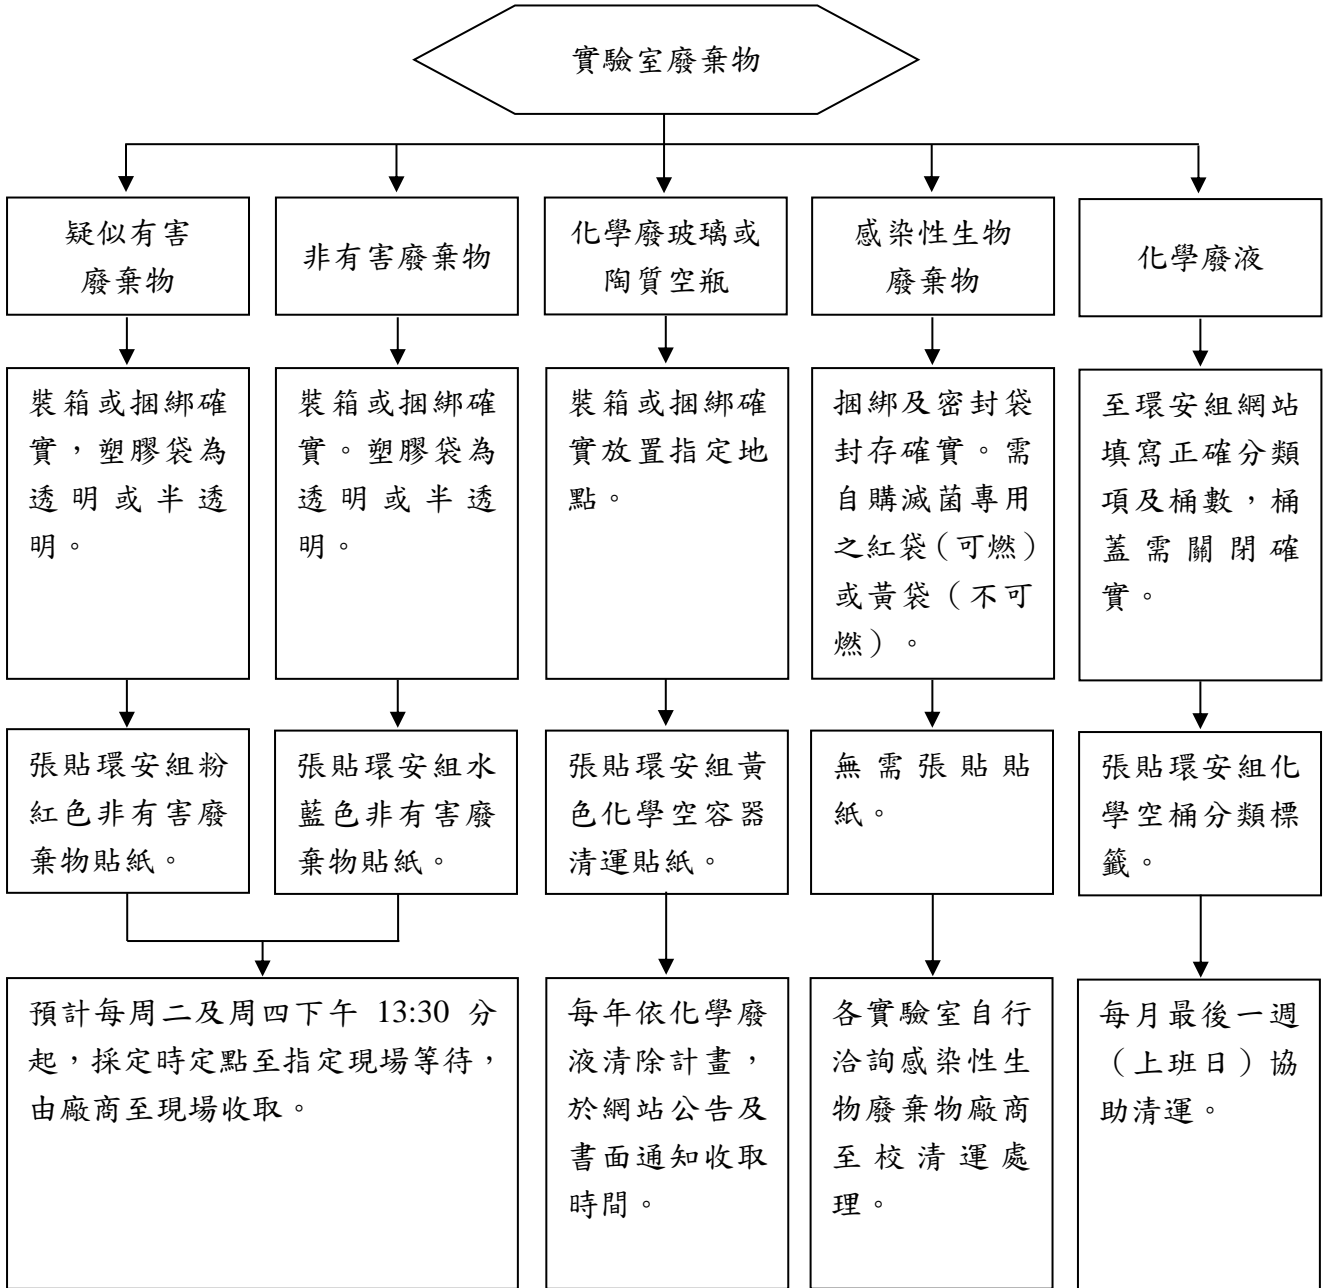 實驗室廢棄物
疑似有害
廢棄物
非有害廢棄物
化學廢玻璃或
陶質空瓶
感染性生物
廢棄物
化學廢液
裝箱或捆綁確
實，塑膠袋為
透明或半透
明。
裝箱或捆綁確
實。塑膠袋為
透明或半透
明。
裝箱或捆綁確
實放置指定地
點。
捆綁及密封袋
封存確實。需
自購滅菌專用
之紅袋（可燃）
或黃袋（不可
燃）。
至環安組網站
填寫正確分類
項及桶數，桶
蓋需關閉確
實。
張貼環安組粉
紅色非有害廢
棄物貼紙。
張貼環安組水
藍色非有害廢
棄物貼紙。
張貼環安組黃
色化學空容器
清運貼紙。
無需張貼貼
紙。
張貼環安組化
學空桶分類標
籤。
預計每周二及周四下午 13:30 分
起，採定時定點至指定現場等待，
由廠商至現場收取。
每年依化學廢
液清除計畫，
於網站公告及
書面通知收取
時間。
各實驗室自行
洽詢感染性生
物廢棄物廠商
至校清運處
理。
每月最後一週
（上班日）協
助清運。